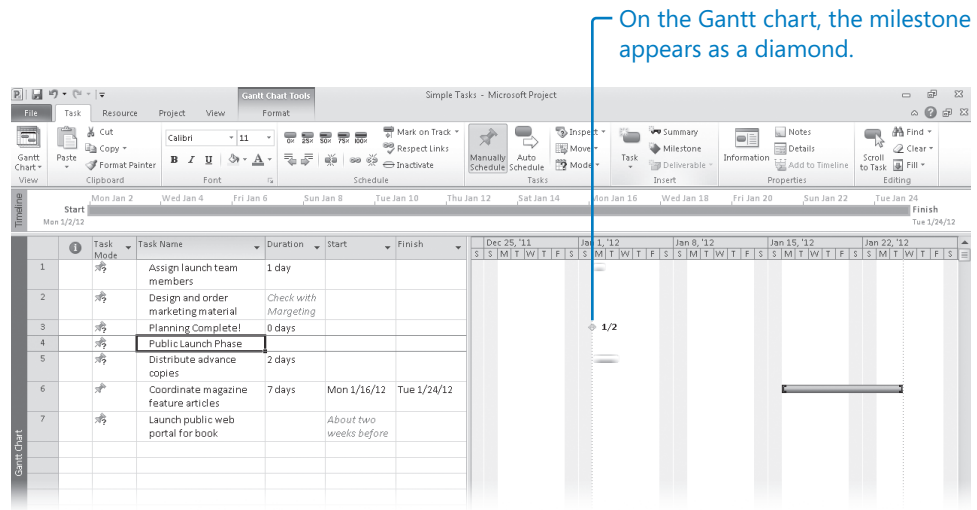 On the Gantt chart, the milestone
appears as a diamond.
Gantt Chart Tools
Simple Tasks - Microsoft Project
File Task Resource Project View Format
Gantt Chart
View
Paste
Cut
Copy
Format Painter
Clipboard
Calibri 11
B I U A
Font
0% 25% 50% 75% 100%
Mark on Track
Respect Links
Inactivate
Schedule
Manually Schedule
Auto Schedule
Inspect
Move
Mode
Tasks
Task
Summary
Milestone
Deliverable
Insert
Information
Notes
Details
Add to Timeline
Properties
Scroll to Task
Find
Clear
Fill
Editing
Timeline
Mon Jan 2 Wed Jan 4 Fri Jan 6 Sun Jan 8 Tue Jan 10 Thu Jan 12 Sat Jan 14 Mon Jan 16 Wed Jan 18 Fri Jan 20 Sun Jan 22 Tue Jan 24
Start
Mon 1/2/12
Finish
Tue 1/24/12
Task Mode Task Name Duration Start Finish
Dec 25, '11 Jan 1, '12 Jan 8, '12 Jan 15, '12 Jan 22, '12
S S M T W T F S S M T W T F S S M T W T F S S M T W T F S S M T W T F S
1 Assign launch team members 1 day
2 Design and order marketing material Check with Margeting
3 Planning Complete! 0 days 1/2
4 Public Launch Phase
5 Distribute advance copies 2 days
6 Coordinate magazine feature articles 7 days Mon 1/16/12 Tue 1/24/12
7 Launch public web portal for book About two weeks before
Gantt Chart